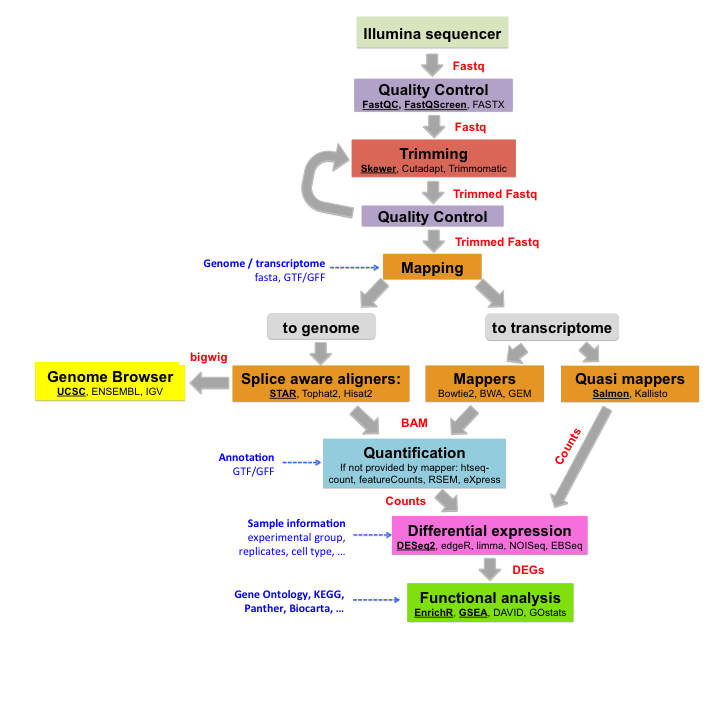 Illumina sequencer
Fastq
Quality Control
FastQC, FastQScreen, FASTX
Fastq
Trimming
Skewer, Cutadapt, Trimmomatic
Trimmed Fastq
Quality Control
Trimmed Fastq
Genome / transcriptome
fasta, GTF/GFF
Mapping
to genome
to transcriptome
bigwig
Genome Browser
UCSC, ENSEMBL, IGV
Splice aware aligners:
STAR, Tophat2, Hisat2
Mappers
Bowtie2, BWA, GEM
Quasi mappers
Salmon, Kallisto
BAM
Counts
Annotation
GTF/GFF
Quantification
If not provided by mapper: htseq-
count, featureCounts, RSEM, eXpress
Counts
Sample information
experimental group,
replicates, cell type, ...
Differential expression
DESeq2, edgeR, limma, NOISeq, EBSeq
DEGs
Gene Ontology, KEGG,
Panther, Biocarta, ...
Functional analysis
EnrichR, GSEA, DAVID, GOstats